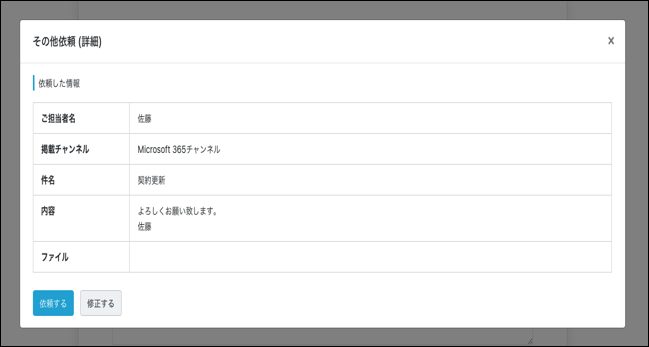 その他依頼 (詳細)
×
依頼した情報
ご担当者名
佐藤
掲載チャンネル
Microsoft 365チャンネル
件名
契約更新
内容
よろしくお願い致します。
佐藤
ファイル
依頼する
修正する